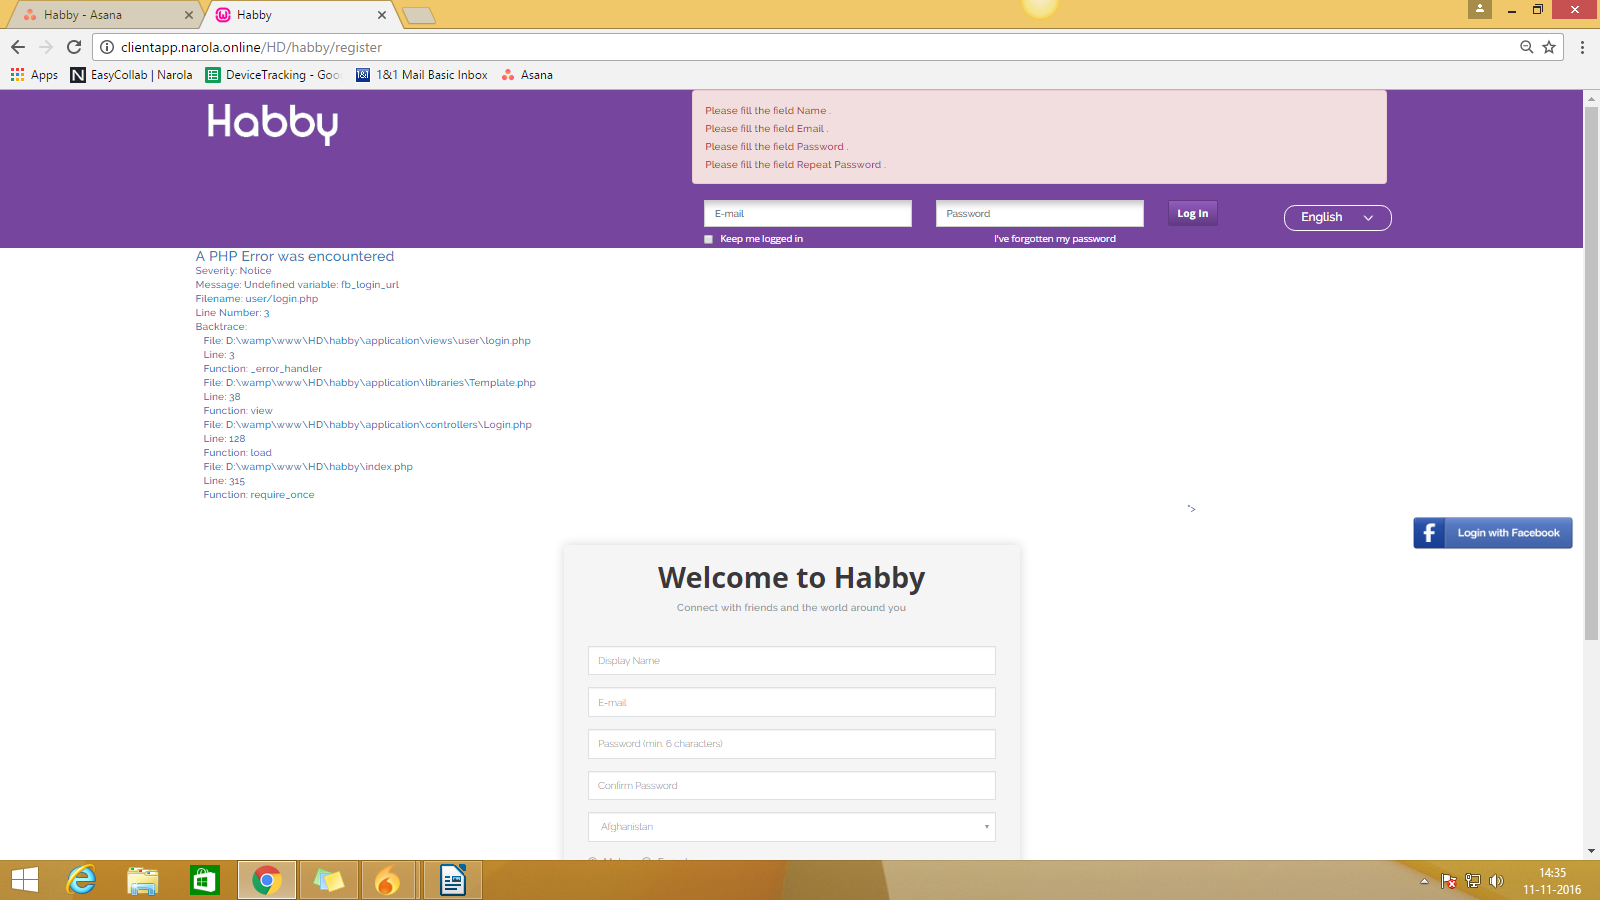 Habby - Asana
Habby
clientapp.narola.online/HD/habby/register
Apps
EasyCollab | Narola
DeviceTracking - Goo
1&1 Mail Basic Inbox
Asana
Habby
Please fill the field Name .
Please fill the field Email .
Please fill the field Password .
Please fill the field Repeat Password .
E-mail
Password
Log In
English
Keep me logged in
I've forgotten my password
A PHP Error was encountered
Severity: Notice
Message: Undefined variable: fb_login_url
Filename: user/login.php
Line Number: 3
Backtrace:
File: D:\wamp\www\HD\habby\application\views\user\login.php
Line: 3
Function: _error_handler
File: D:\wamp\www\HD\habby\application\libraries\Template.php
Line: 38
Function: view
File: D:\wamp\www\HD\habby\application\controllers\Login.php
Line: 128
Function: load
File: D:\wamp\www\HD\habby\index.php
Line: 315
Function: require_once
">
Login with Facebook
Welcome to Habby
Connect with friends and the world around you
Display Name
E-mail
Password (min. 6 characters)
Confirm Password
Afghanistan
14:35
11-11-2016